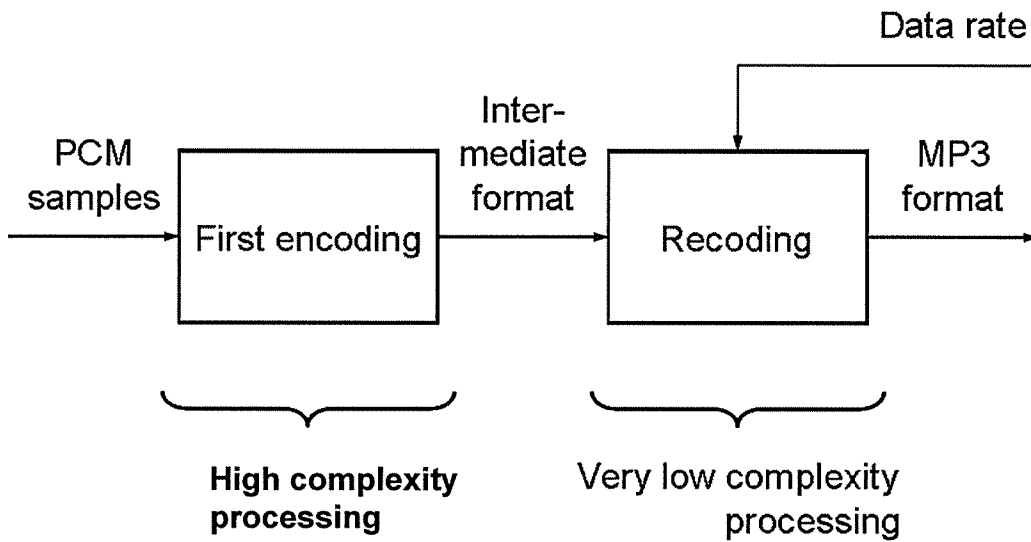 Data rate
PCM
samples
First encoding
Inter-
mediate
format
Recoding
MP3
format
High complexity
processing
Very low complexity
processing